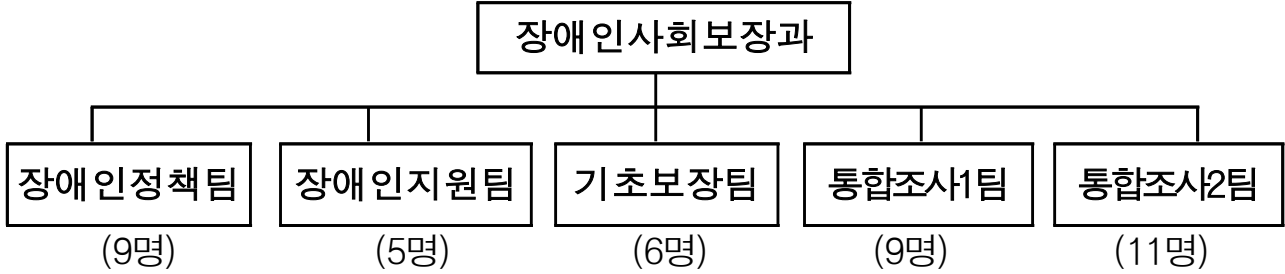 장애인사회보장과
장애인정책팀 장애인지원팀 기초보장팀 통합조사1팀 통합조사2팀
(9명) (5명) (6명) (9명) (11명)